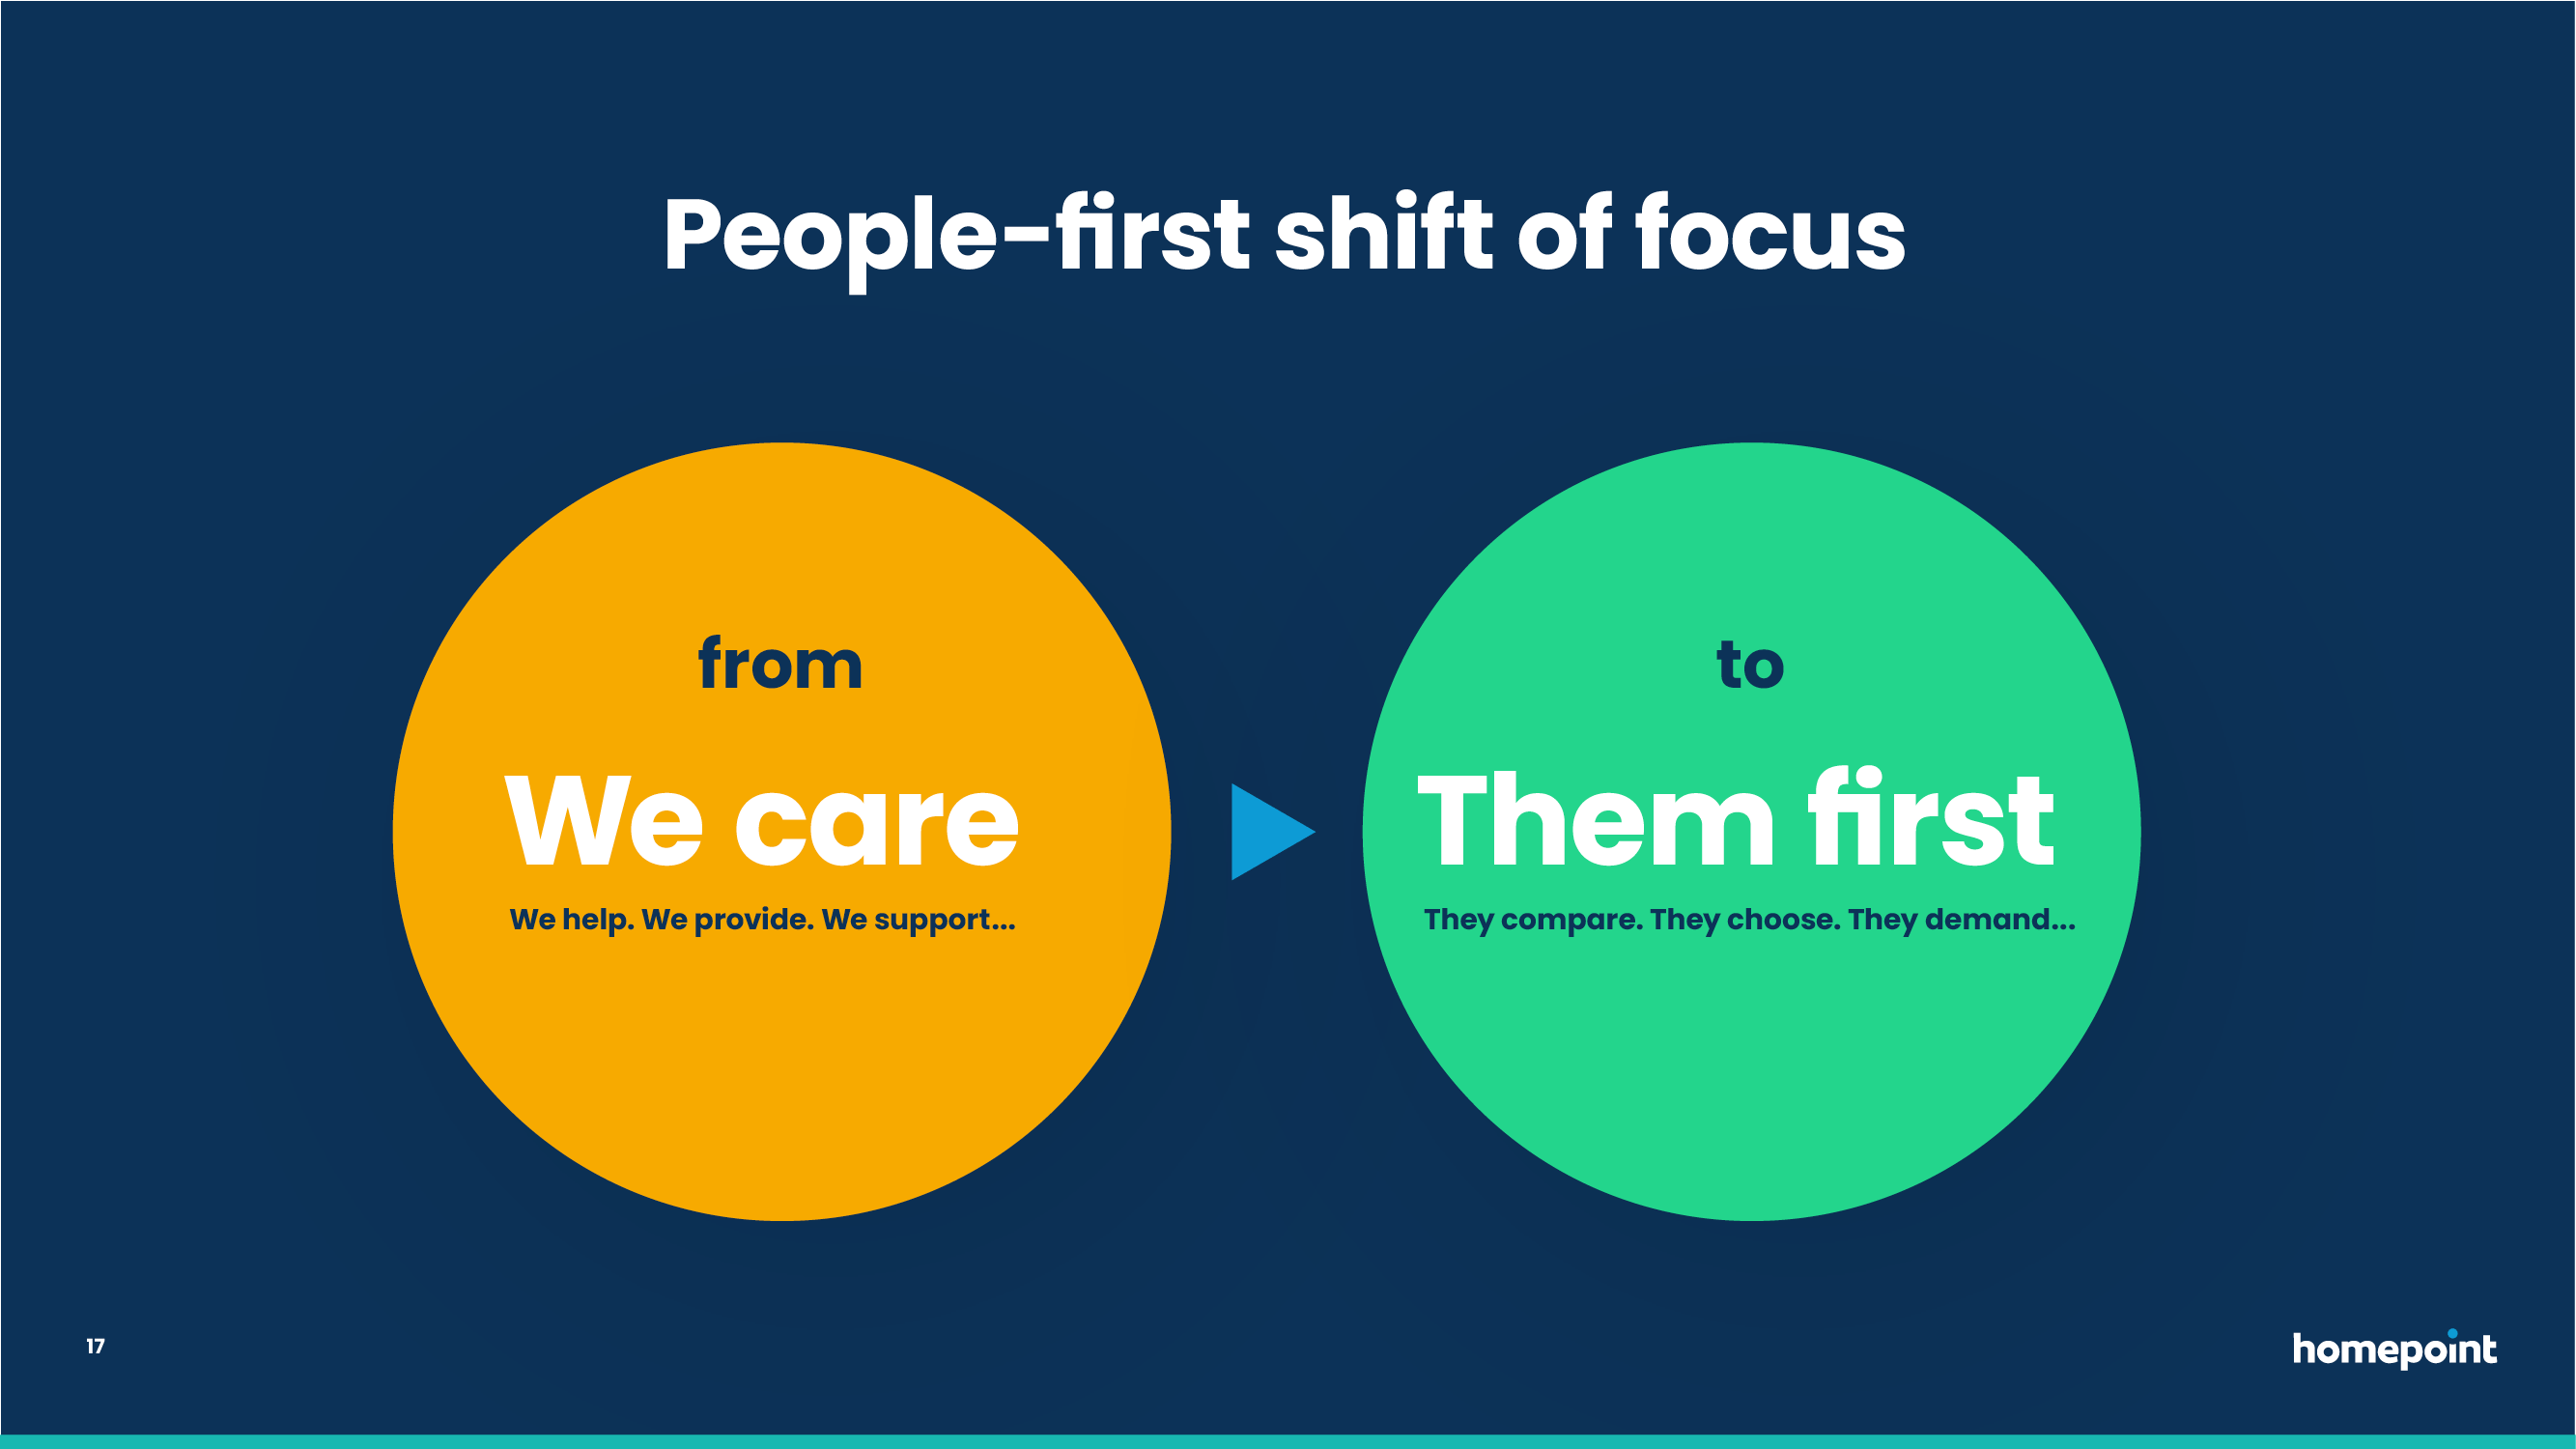 People-first shift of focus
from
We care
We help. We provide. We support...
to
Them first
They compare. They choose. They demand...
17
homepoint